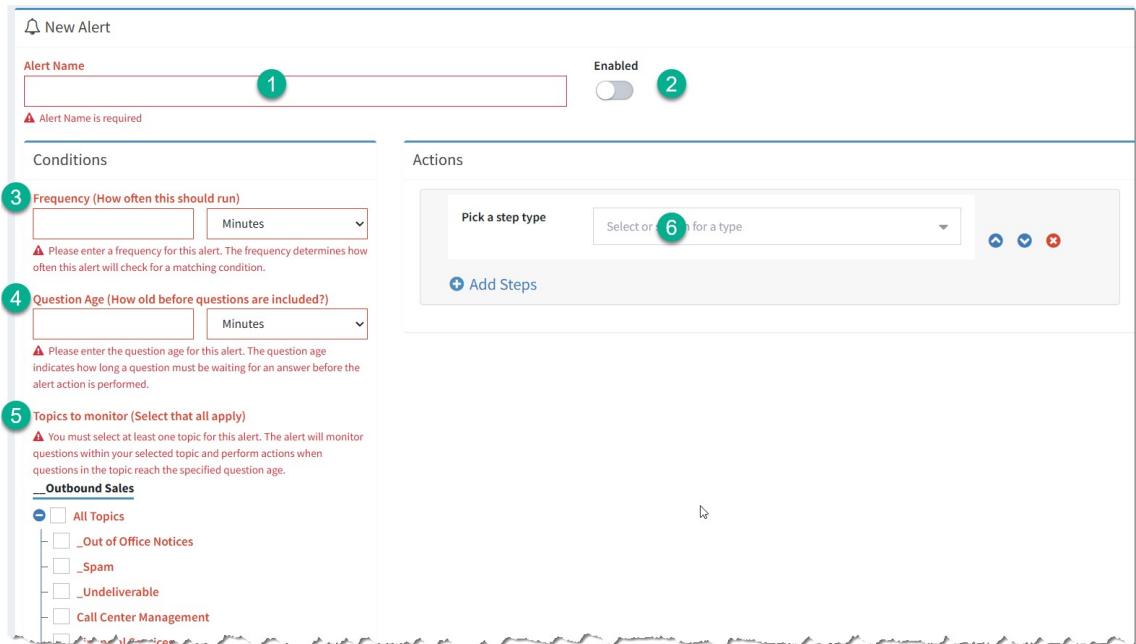 New Alert
Alert Name
Enabled
1
2
Alert Name is required
Conditions
Actions
3
Frequency (How often this should run)
Minutes
Please enter a frequency for this alert. The frequency determines how
often this alert will check for a matching condition.
4
Question Age (How old before questions are included?)
Minutes
Please enter the question age for this alert. The question age
indicates how long a question must be waiting for an answer before the
alert action is performed.
5
Topics to monitor (Select that all apply)
You must select at least one topic for this alert. The alert will monitor
questions within your selected topic and perform actions when
questions in the topic reach the specified question age.
__Outbound Sales
All Topics
_Out of Office Notices
_Spam
_Undeliverable
Call Center Management
Pick a step type
Select or 6 for a type
Add Steps